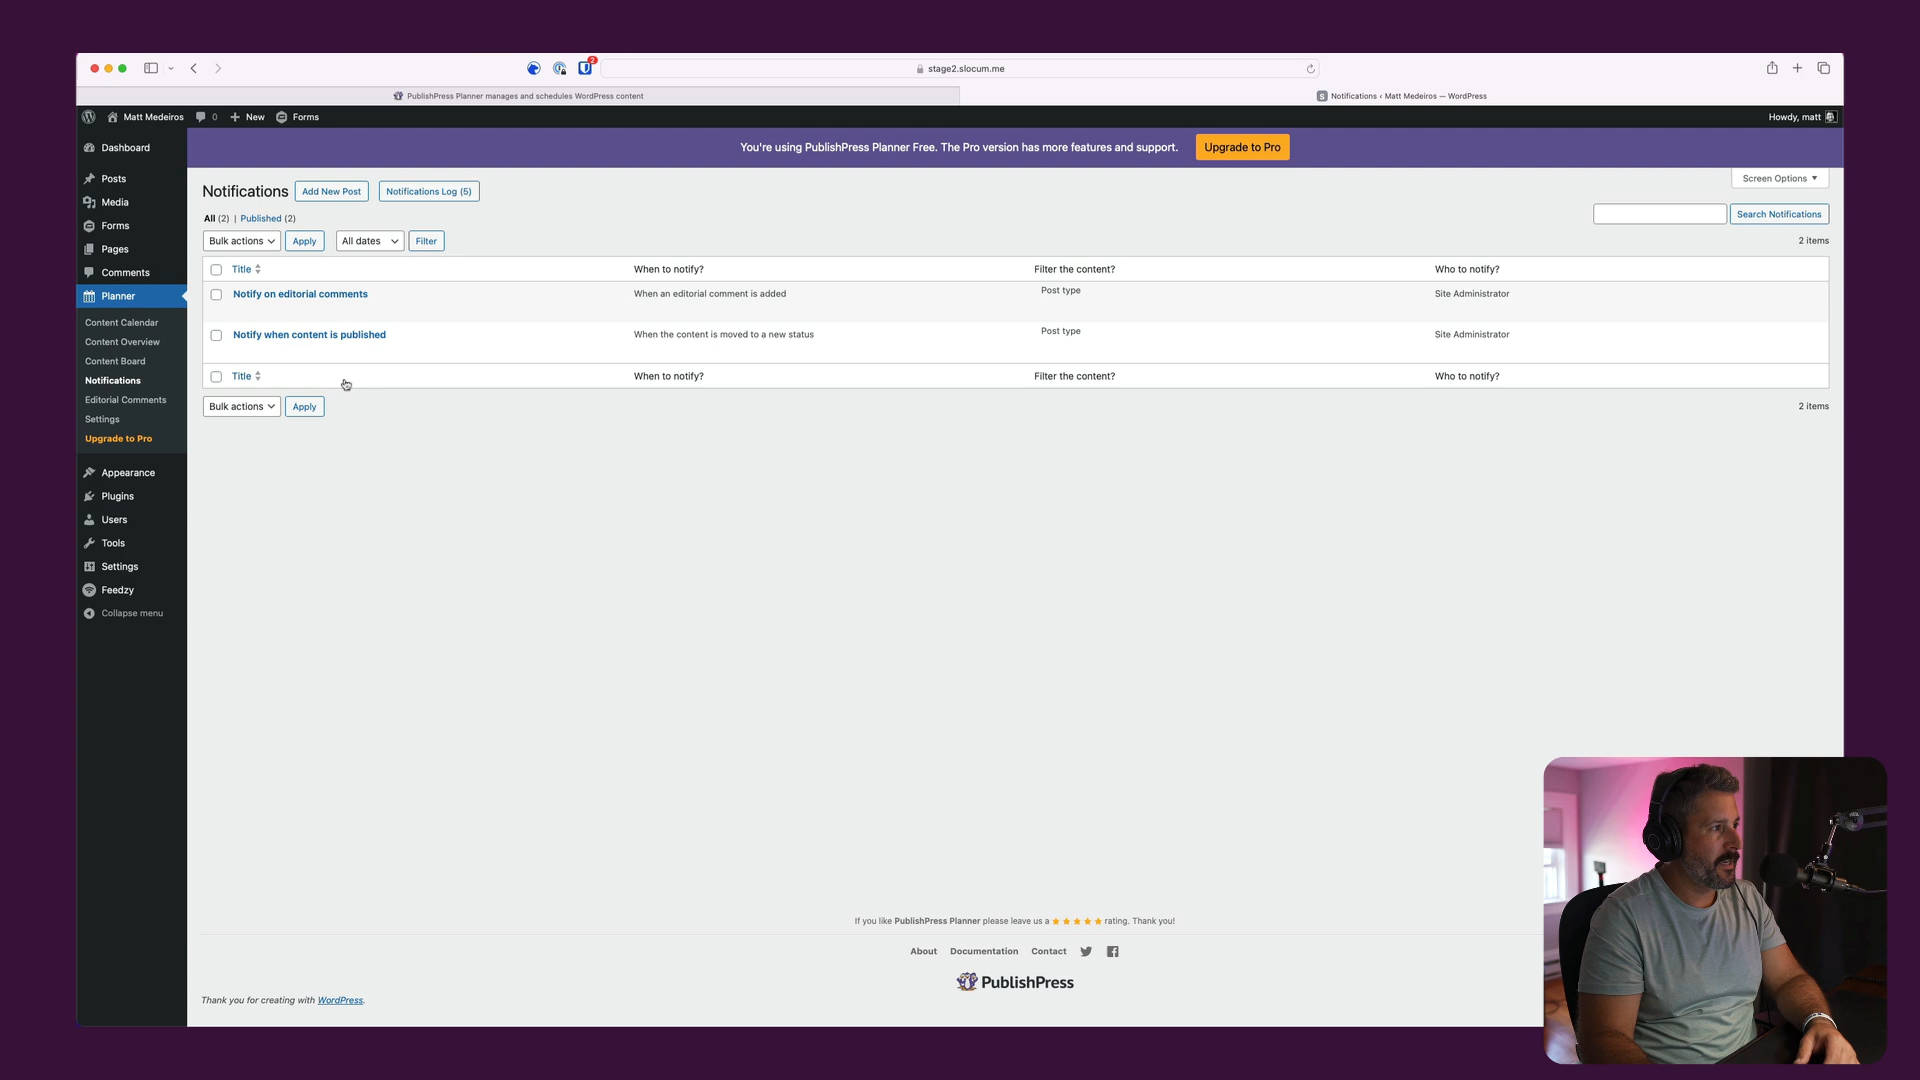 2
stage2.slocum.me
PublishPress Planner manages and schedules WordPress content
S Notifications ‹ Matt Medeiros — WordPress
Matt Medeiros 0 New Forms
Howdy, matt
You're using PublishPress Planner Free. The Pro version has more features and support. Upgrade to Pro
Dashboard
Posts
Media
Forms
Pages
Comments
Planner
Content Calendar
Content Overview
Content Board
Notifications
Editorial Comments
Settings
Upgrade to Pro
Appearance
Plugins
Users
Tools
Settings
Feedzy
Collapse menu
Screen Options
Notifications Add New Post Notifications Log (5)
All (2) | Published (2)
Search Notifications
Bulk actions Apply All dates Filter
2 items
Title When to notify? Filter the content? Who to notify?
Notify on editorial comments When an editorial comment is added Post type Site Administrator
Notify when content is published When the content is moved to a new status Post type Site Administrator
Title When to notify? Filter the content? Who to notify?
Bulk actions Apply
2 items
If you like PublishPress Planner please leave us a ★★★★★ rating. Thank you!
About Documentation Contact
PublishPress
Thank you for creating with WordPress.